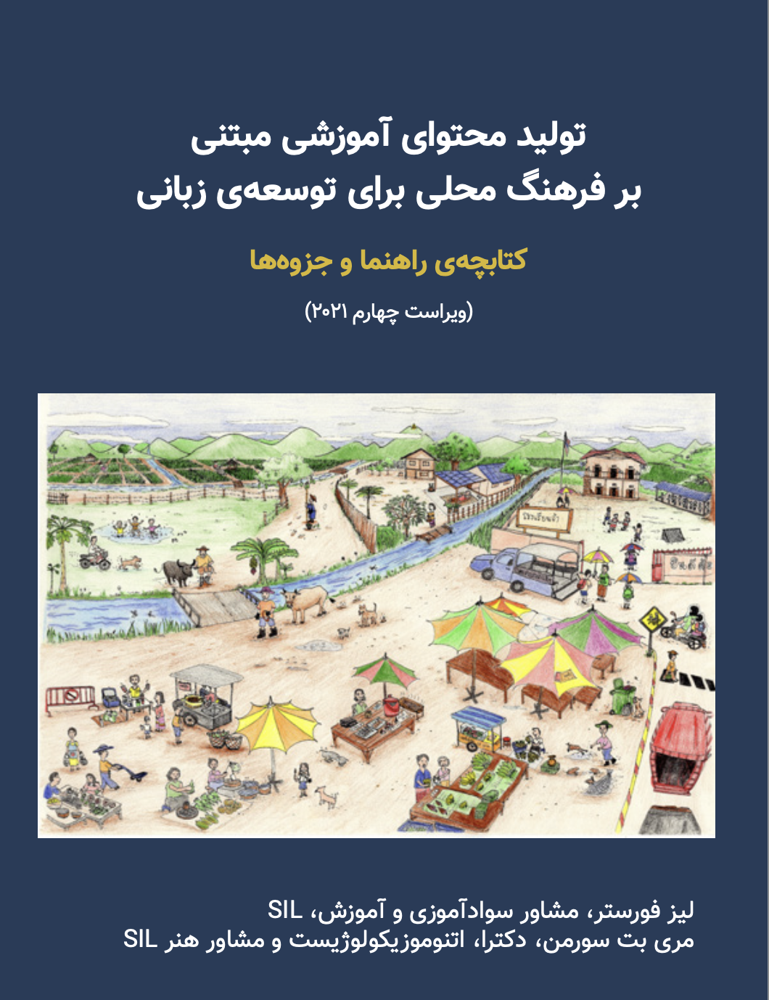 تولید محتوای آموزشی مبتنی
بر فرهنگ محلی برای توسعه‌ی زبانی
کتابچه‌ی راهنما و جزوه‌ها
(ویراست چهارم ۲۰۲۱)
لیز فورستر، مشاور سوادآموزی و آموزش، SIL
مری بت سورمن، دکترا، اتنوموزیکولوژیست و مشاور هنر SIL